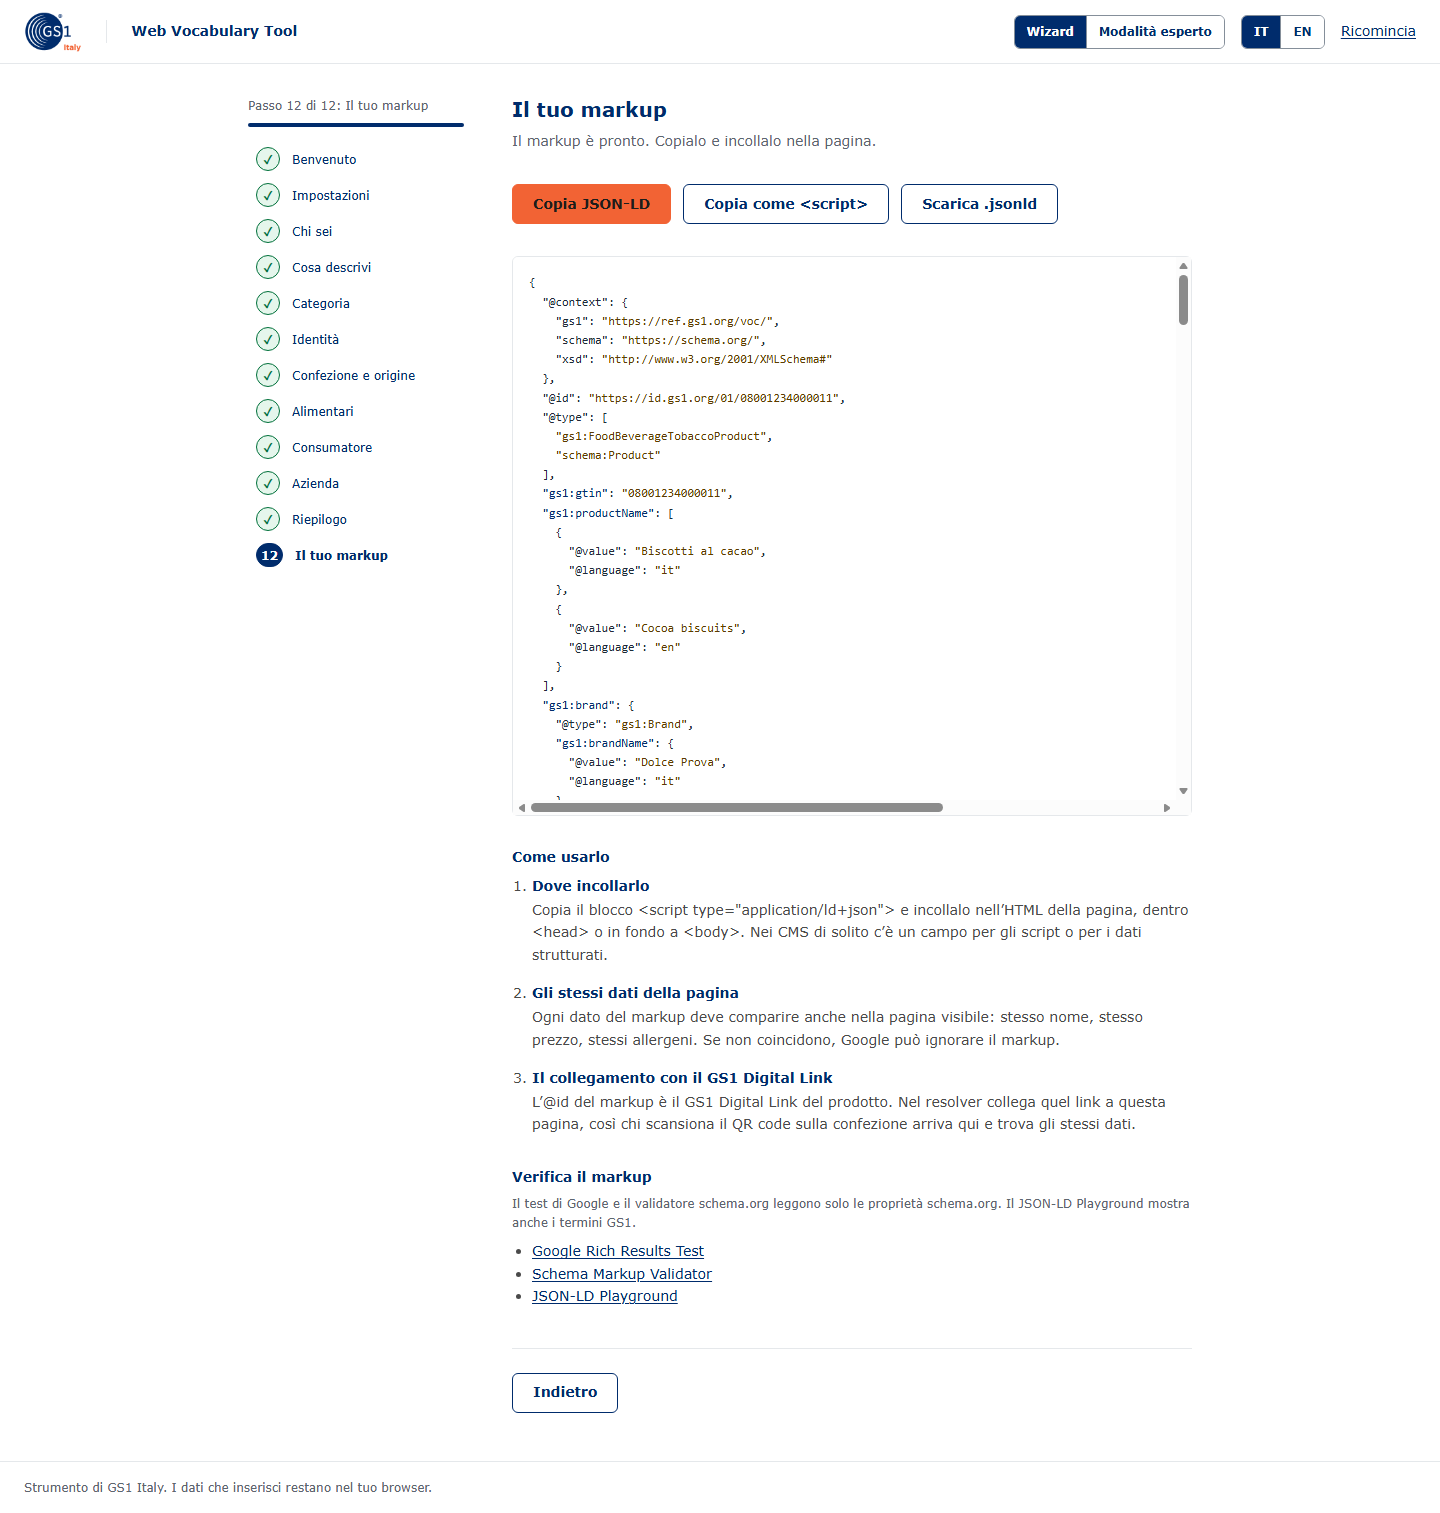 GS1 Italy
Web Vocabulary Tool
Wizard
Modalità esperto
IT
EN
Ricomincia
Passo 12 di 12: Il tuo markup
✓ Benvenuto
✓ Impostazioni
✓ Chi sei
✓ Cosa descrivi
✓ Categoria
✓ Identità
✓ Confezione e origine
✓ Alimentari
✓ Consumatore
✓ Azienda
✓ Riepilogo
12 Il tuo markup
Il tuo markup
Il markup è pronto. Copialo e incollalo nella pagina.
Copia JSON-LD
Copia come <script>
Scarica .jsonld
{
"@context": {
"gs1": "https://ref.gs1.org/voc/",
"schema": "https://schema.org/",
"xsd": "http://www.w3.org/2001/XMLSchema#"
},
"@id": "https://id.gs1.org/01/08001234000011",
"@type": [
"gs1:FoodBeverageTobaccoProduct",
"schema:Product"
],
"gs1:gtin": "08001234000011",
"gs1:productName": [
{
"@value": "Biscotti al cacao",
"@language": "it"
},
{
"@value": "Cocoa biscuits",
"@language": "en"
}
],
"gs1:brand": {
"@type": "gs1:Brand",
"gs1:brandName": {
"@value": "Dolce Prova",
"@language": "it"
}
Come usarlo
1. Dove incollarlo
Copia il blocco <script type="application/ld+json"> e incollalo nell’HTML della pagina, dentro
<head> o in fondo a <body>. Nei CMS di solito c’è un campo per gli script o per i dati
strutturati.
2. Gli stessi dati della pagina
Ogni dato del markup deve comparire anche nella pagina visibile: stesso nome, stesso
prezzo, stessi allergeni. Se non coincidono, Google può ignorare il markup.
3. Il collegamento con il GS1 Digital Link
L’@id del markup è il GS1 Digital Link del prodotto. Nel resolver collega quel link a questa
pagina, così chi scansiona il QR code sulla confezione arriva qui e trova gli stessi dati.
Verifica il markup
Il test di Google e il validatore schema.org leggono solo le proprietà schema.org. Il JSON-LD Playground mostra
anche i termini GS1.
• Google Rich Results Test
• Schema Markup Validator
• JSON-LD Playground
Indietro
Strumento di GS1 Italy. I dati che inserisci restano nel tuo browser.